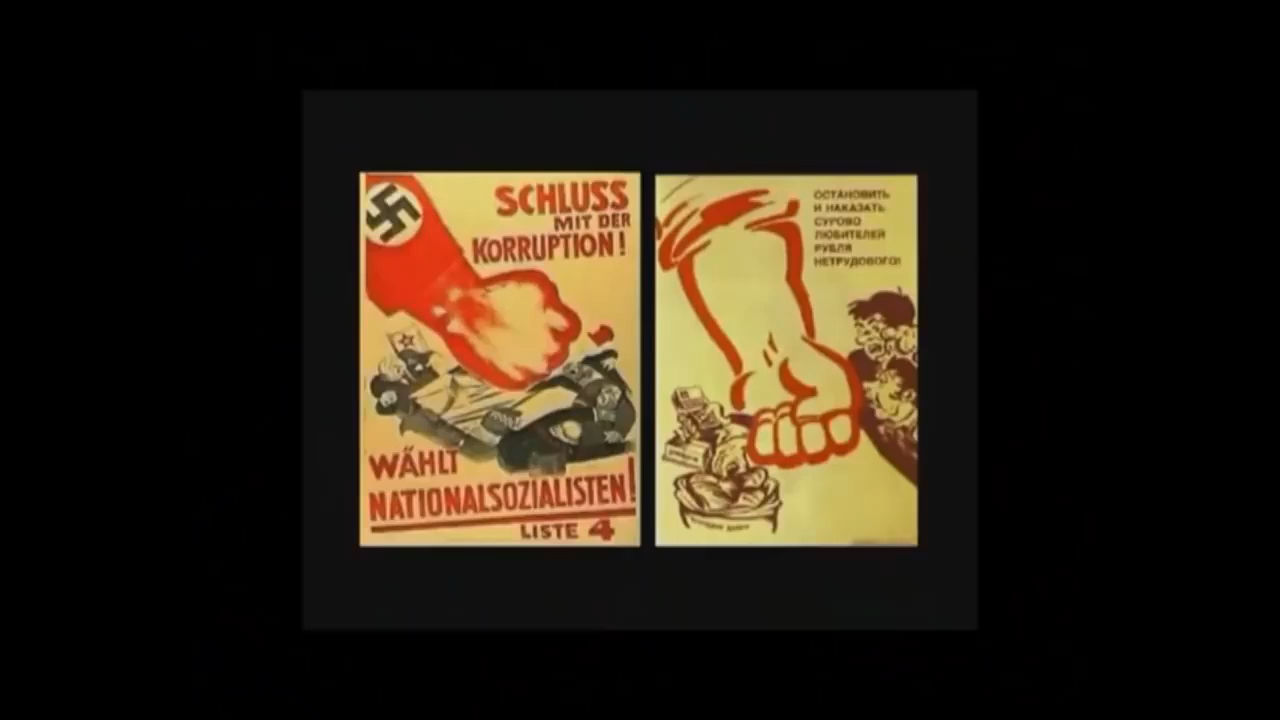 SCHLUSS
MIT DER
KORRUPTION!
WÄHLT
NATIONALSOZIALISTEN!
LISTE 4
ОСТАНОВИТЬ
И НАКАЗАТЬ
СУРОВО
ЛЮБИТЕЛЕЙ
РУБЛЯ
НЕТРУДОВОГО!